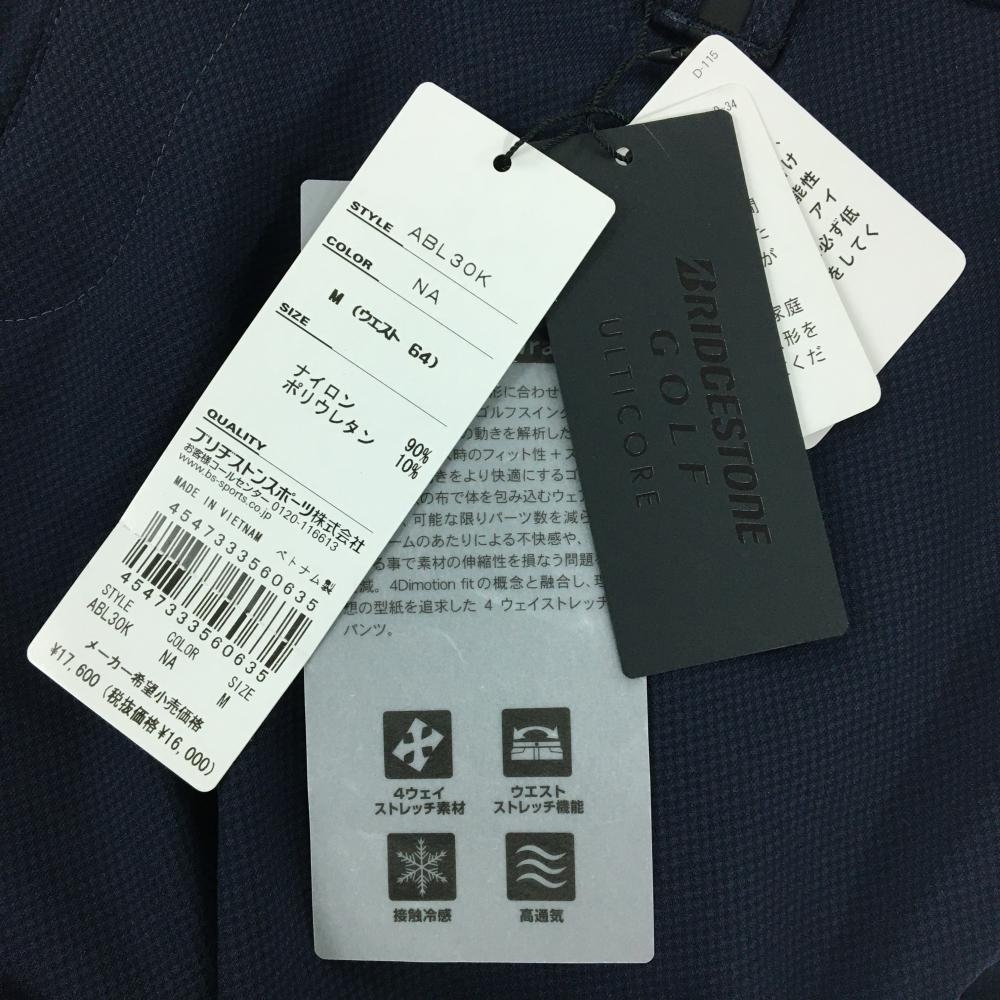 STYLE ABL30K
COLOR NA
SIZE M (ウエスト 64)
ナイロン 90%
ポリウレタン 10%
QUALITY
ブリヂストンスポーツ株式会社
お客様コールセンター 0120-116613
www.bs-sports.co.jp
MADE IN VIETNAM ベトナム製
4547333560635
4547333560635
STYLE COLOR SIZE
ABL30K NA M
メーカー希望小売価格
¥17,600 (税抜価格¥16,000)
BRIDGESTONE
GOLF
ULTICORE
形に合わせ
ゴルフスイング
の動きを解析した
時のフィット性+ス
きをより快適にするゴ
の布で体を包み込むウェア
可能な限りパーツ数を減ら
ームのあたりによる不快感や、
る事で素材の伸縮性を損なう問題
減。4Dimotion fitの概念と融合し、理
想の型紙を追求した 4 ウェイストレッチ
パンツ。
4ウェイ
ストレッチ素材
ウエスト
ストレッチ機能
接触冷感
高通気
D-115
け
能性
アイ
必ず低
をしてく
-34
た
が
家庭
形を
くだ